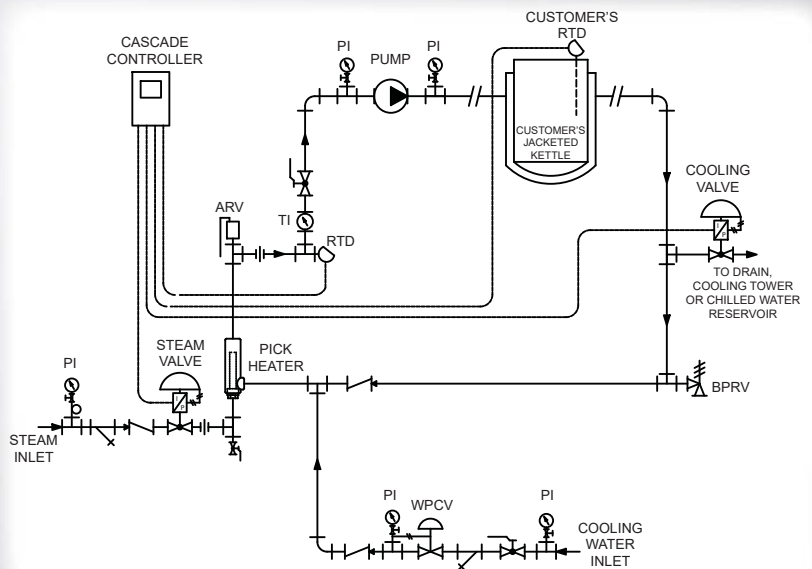 CUSTOMER'S
RTD
CASCADE
CONTROLLER
PI
PUMP
PI
CUSTOMER'S
JACKETED
KETTLE
COOLING
VALVE
I
P
ARV
TI
RTD
TO DRAIN,
COOLING TOWER
OR CHILLED WATER
RESERVOIR
STEAM
VALVE
PICK
HEATER
PI
I
P
BPRV
STEAM
INLET
PI
WPCV
PI
COOLING
WATER
INLET